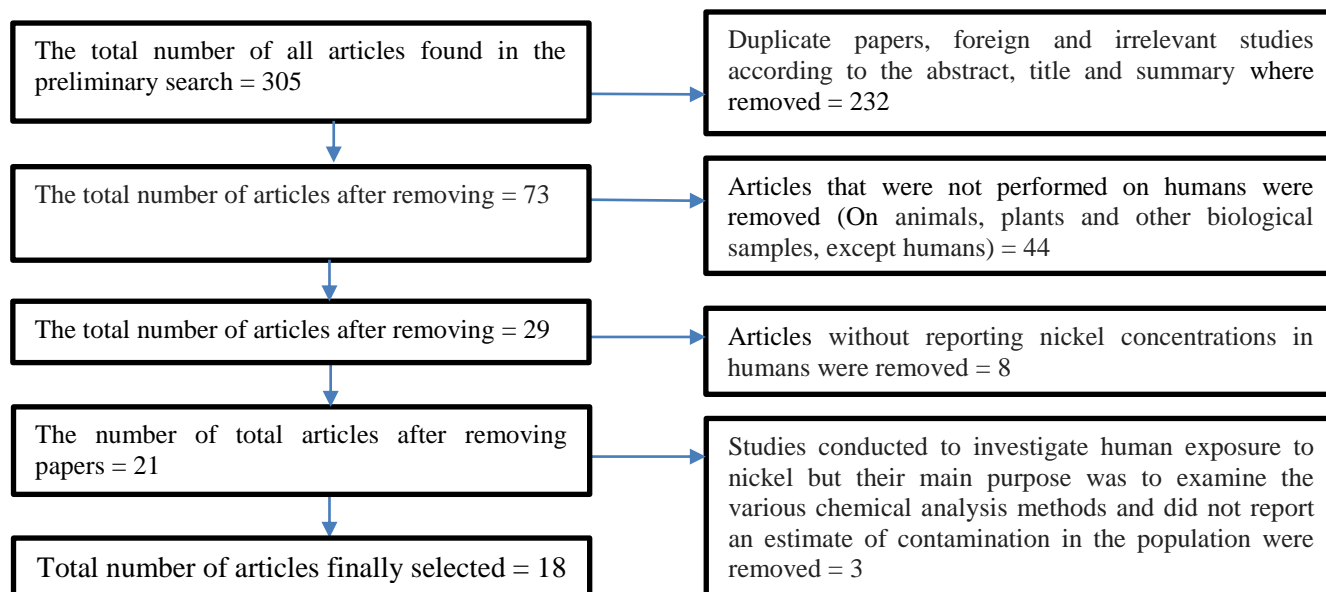 The total number of all articles found in the
preliminary search = 305
Duplicate papers, foreign and irrelevant studies
according to the abstract, title and summary where
removed = 232
The total number of articles after removing = 73
Articles that were not performed on humans were
removed (On animals, plants and other biological
samples, except humans) = 44
The total number of articles after removing = 29
Articles without reporting nickel concentrations in
humans were removed = 8
The number of total articles after removing
papers = 21
Studies conducted to investigate human exposure to
nickel but their main purpose was to examine the
various chemical analysis methods and did not report
an estimate of contamination in the population were
removed = 3
Total number of articles finally selected = 18